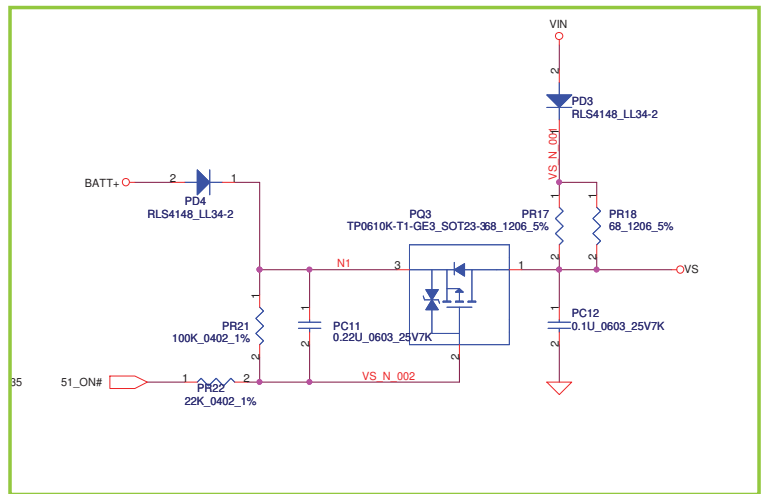 VIN
2
PD3
RLS4148_LL34-2
1
VS_N_001
BATT+
2
1
PD4
RLS4148_LL34-2
1
1
PQ3
TP0610K-T1-GE3_SOT23-3
PR17
68_1206_5%
PR18
68_1206_5%
2
2
N1
3
1
VS
1
1
PR21
100K_0402_1%
PC11
0.22U_0603_25V7K
1
PC12
0.1U_0603_25V7K
2
2
2
2
35
51_ON#
1
2
PR22
22K_0402_1%
VS_N_002